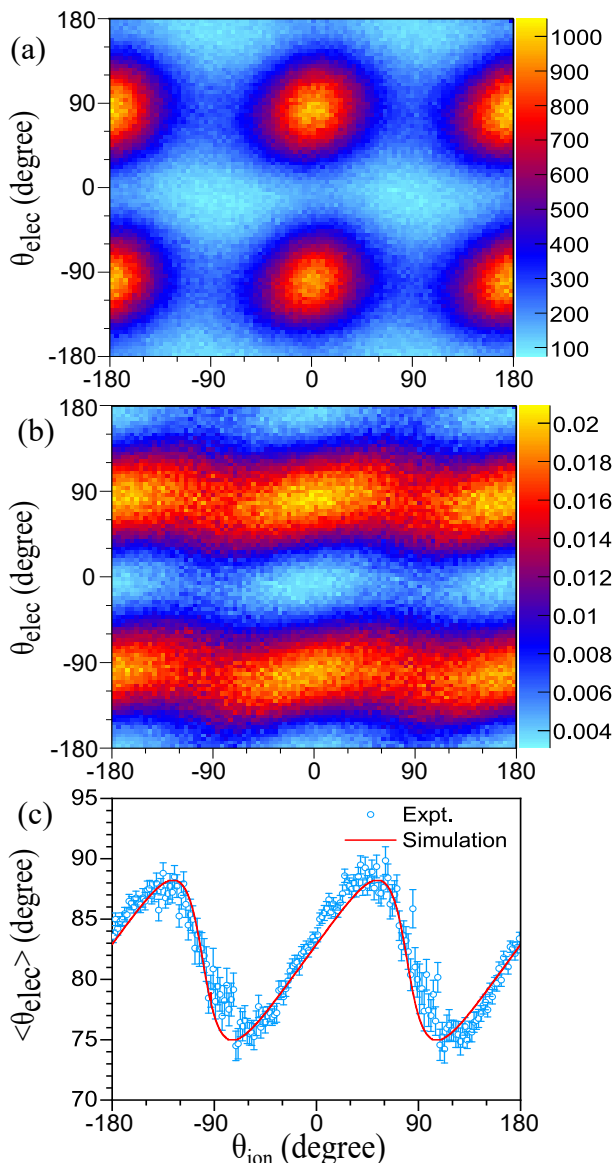 (a)
θelec (degree)
180
90
0
-90
-180
-180 -90 0 90 180
1000
900
800
700
600
500
400
300
200
100
(b)
θelec (degree)
180
90
0
-90
-180
-180 -90 0 90 180
0.02
0.018
0.016
0.014
0.012
0.01
0.008
0.006
0.004
(c)
<θelec> (degree)
95
90
85
80
75
70
Expt.
Simulation
-180 -90 0 90 180
θion (degree)